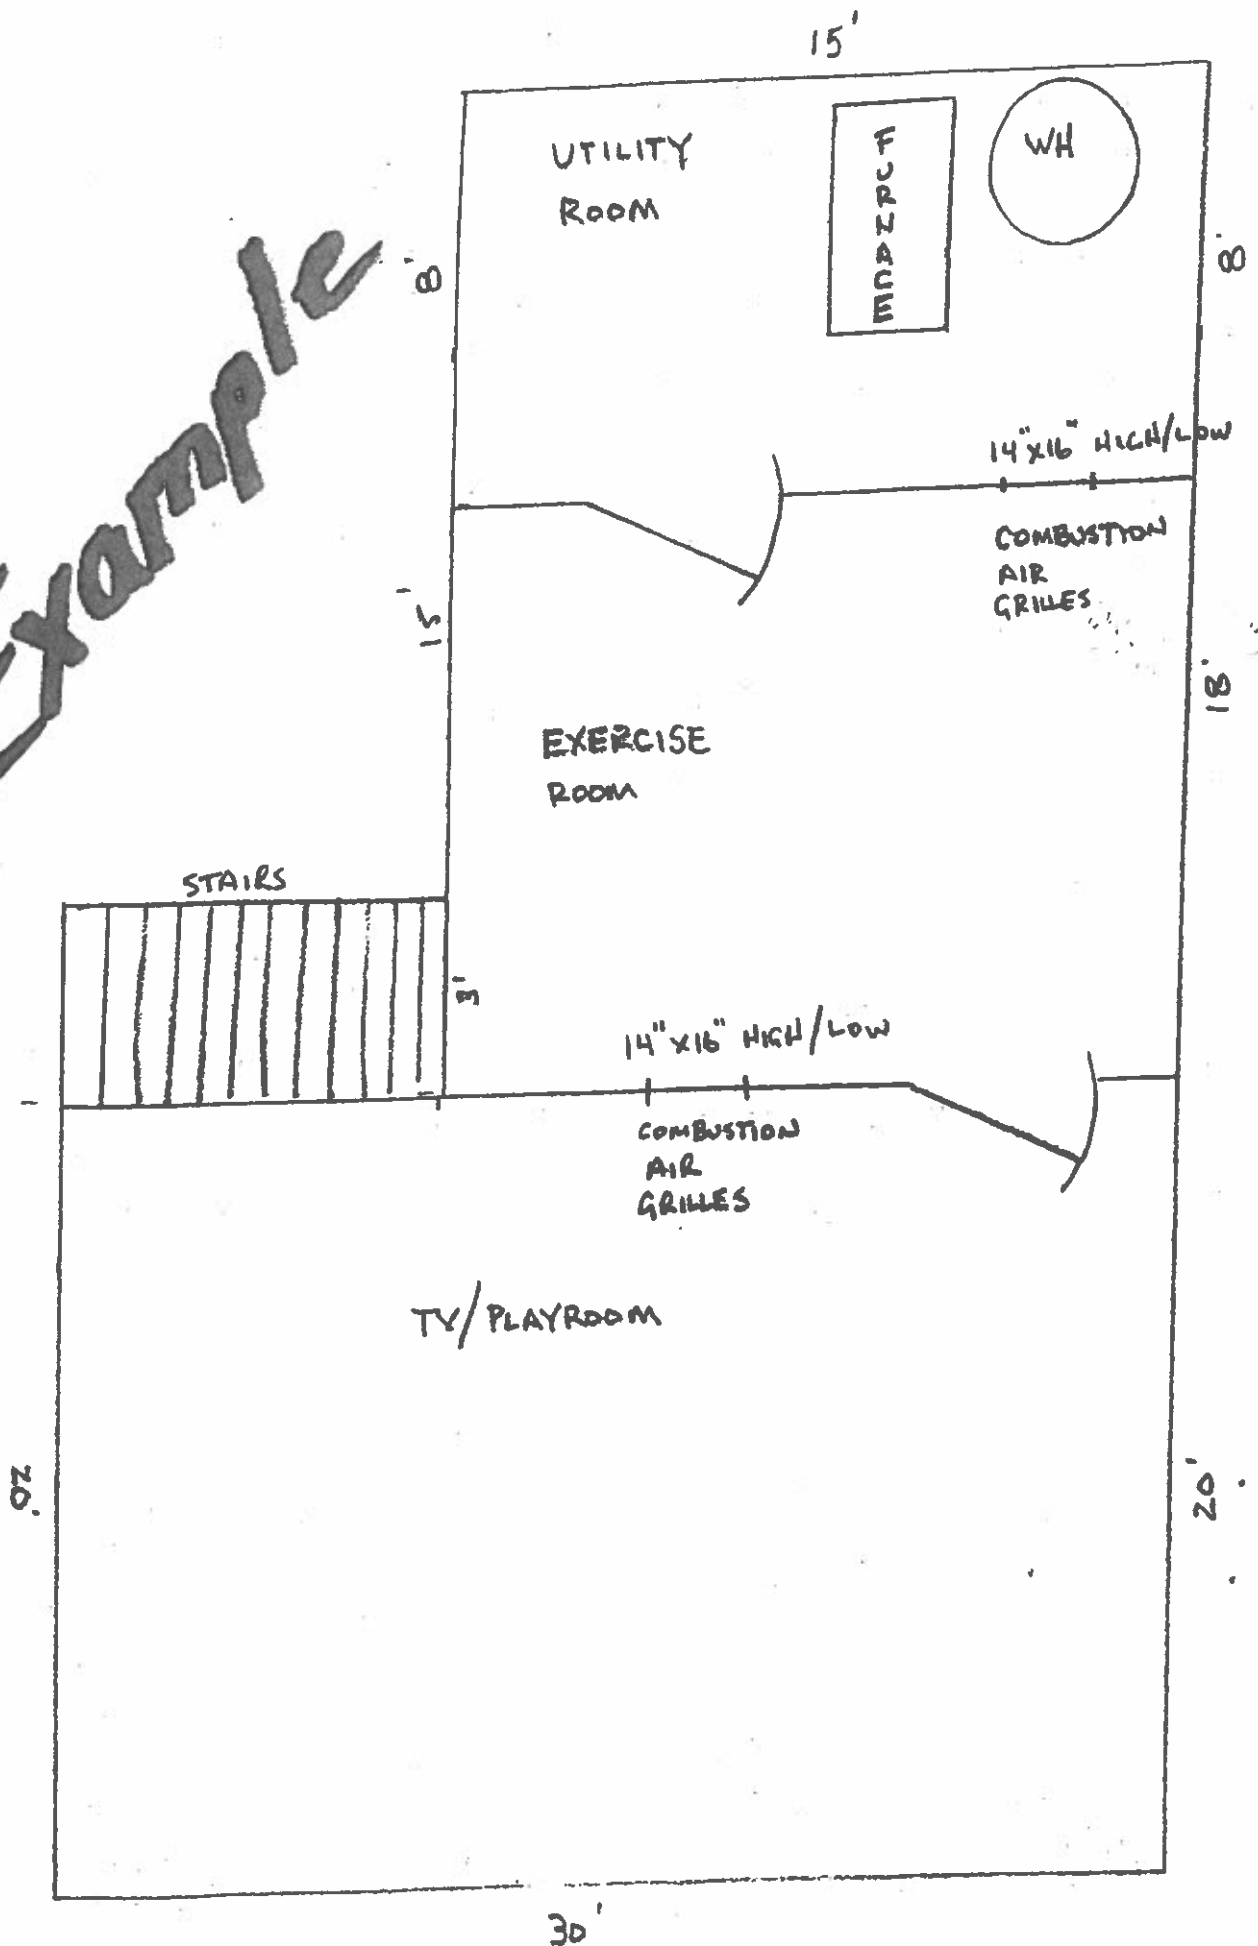 15'
UTILITY
ROOM
FURNACE
WH
8'
8'
Example
14"x16" HIGH/LOW
COMBUSTION
AIR
GRILLES
15'
18'
EXERCISE
ROOM
STAIRS
3'
14"x16" HIGH/LOW
COMBUSTION
AIR
GRILLES
TV/PLAYROOM
20'
20'
30'